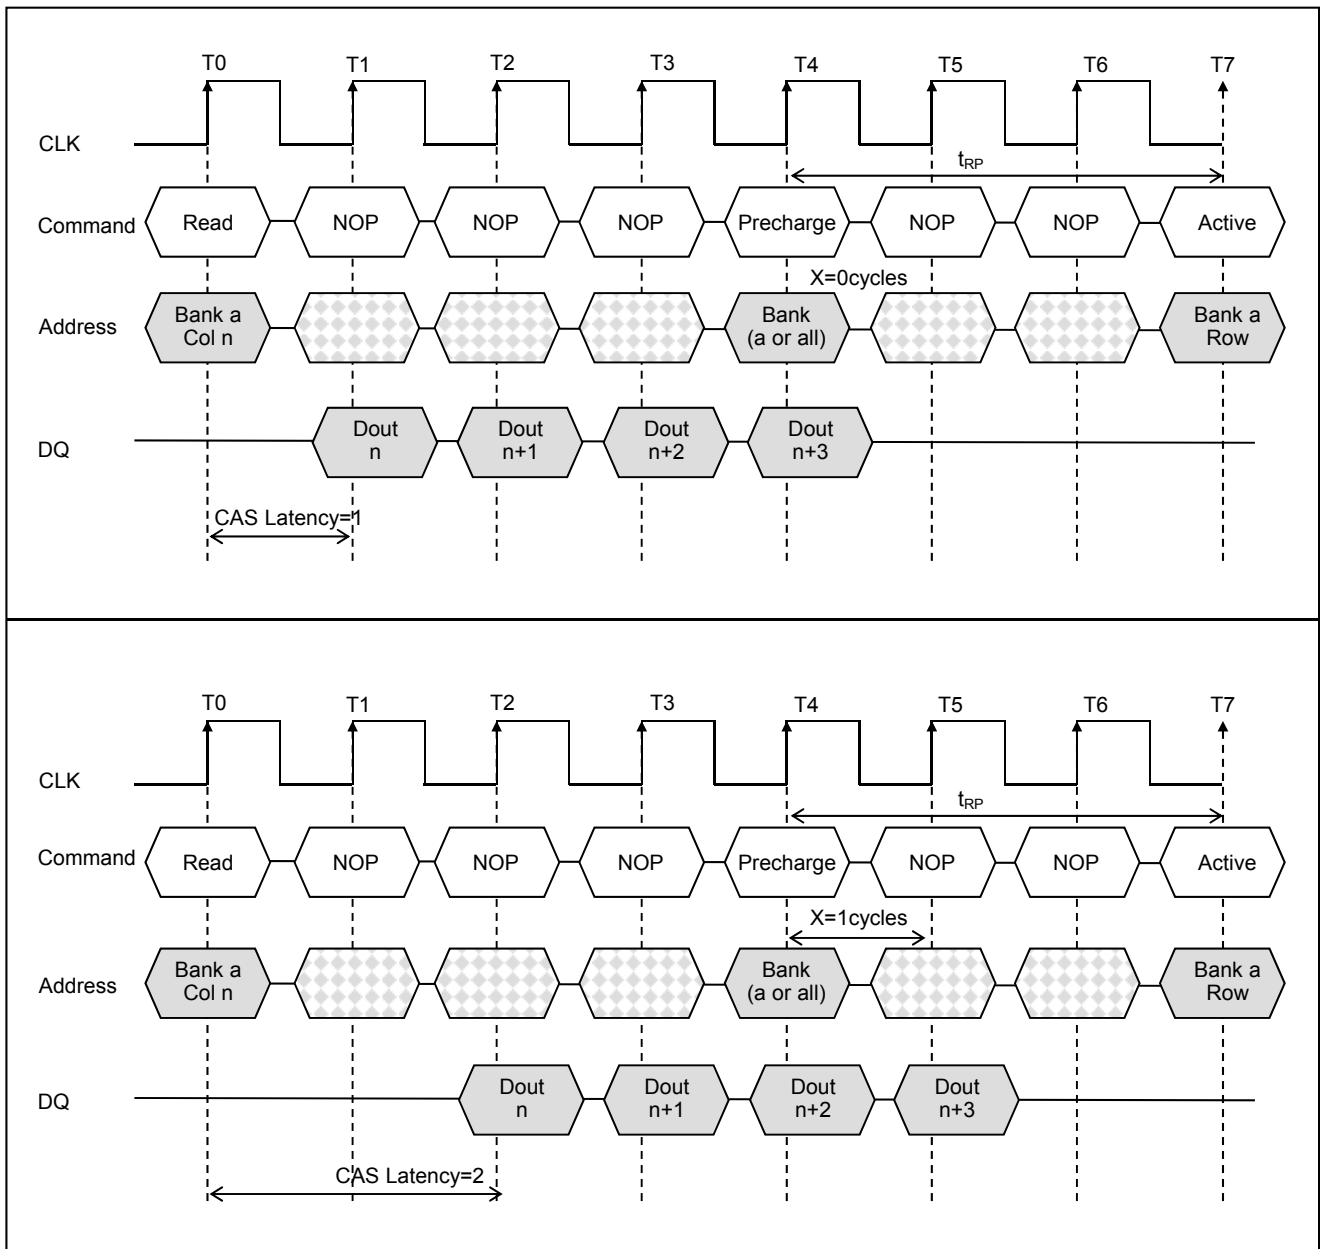 T0 T1 T2 T3 T4 T5 T6 T7
CLK
tRP
Command Read NOP NOP NOP Precharge NOP NOP Active
X=0cycles
Address Bank a Col n Bank (a or all) Bank a Row
DQ Dout n Dout n+1 Dout n+2 Dout n+3
CAS Latency=1
T0 T1 T2 T3 T4 T5 T6 T7
CLK
tRP
Command Read NOP NOP NOP Precharge NOP NOP Active
X=1cycles
Address Bank a Col n Bank (a or all) Bank a Row
DQ Dout n Dout n+1 Dout n+2 Dout n+3
CAS Latency=2